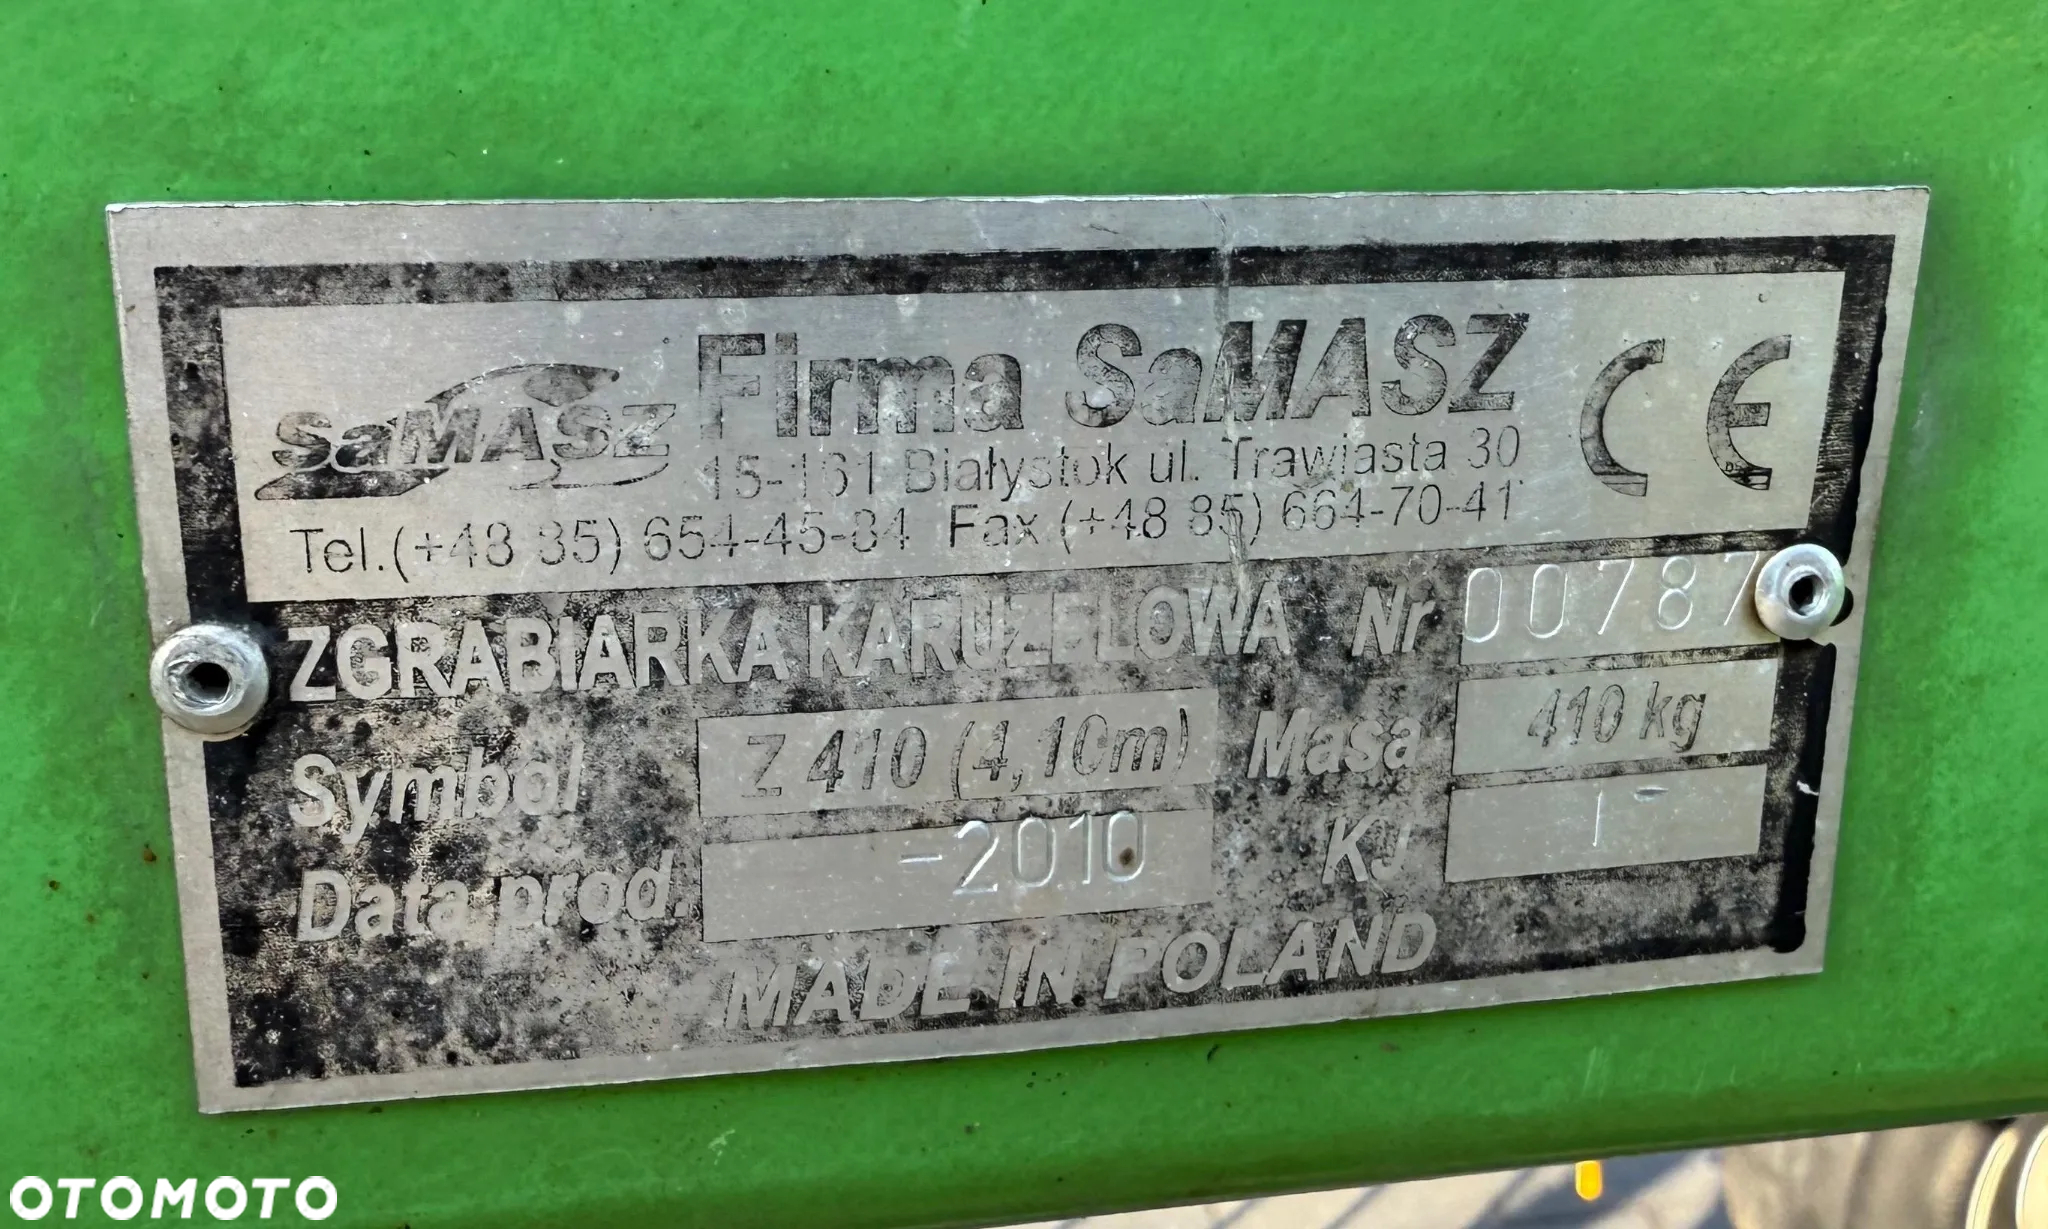 SaMASZ
Firma SaMASZ
15-161 Białystok ul. Trawiasta 30
Tel.(+48 85) 654-45-84 Fax (+48 85) 664-70-41
CE
ZGRABIARKA KARUZELOWA Nr 00787
Symbol Z 410 (4,10m) Masa 410 kg
Data prod. -2010 KJ I-
MADE IN POLAND
OTOMOTO